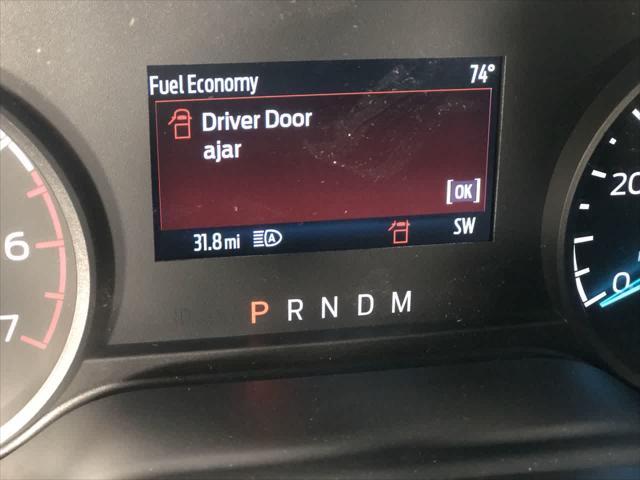 Fuel Economy 74°
Driver Door
ajar
[OK]
31.8 mi A SW
P R N D M
6
7
20
0